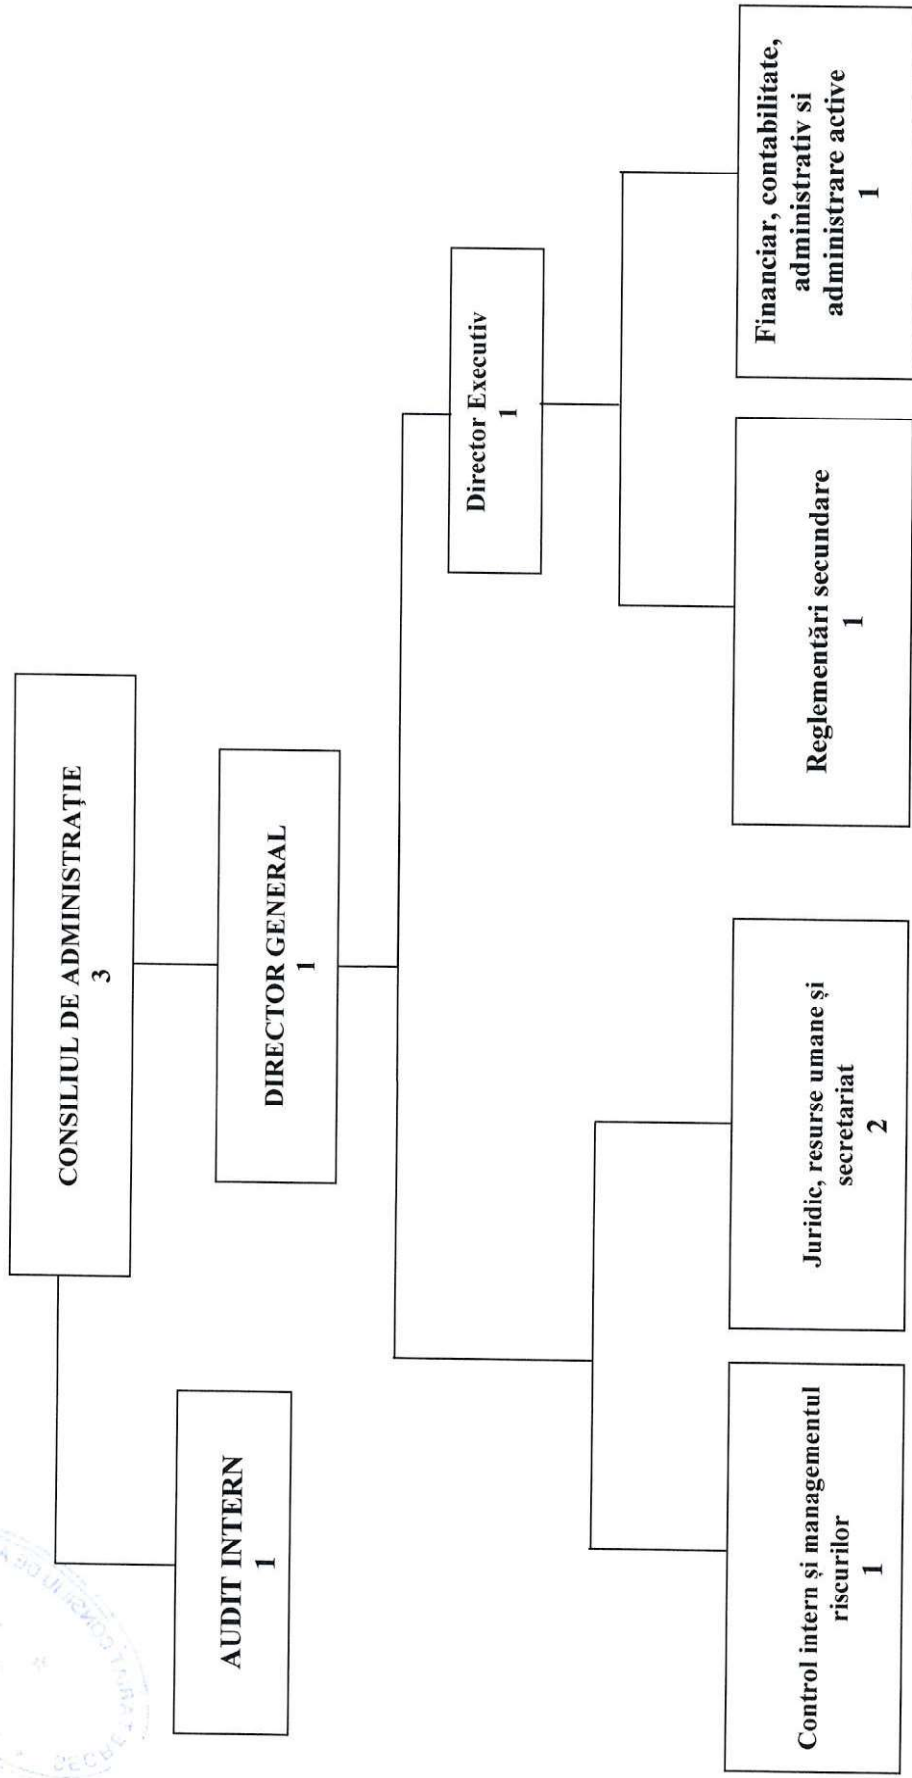 CONSILIUL DE ADMINISTRAȚIE
3
AUDIT INTERN
1
DIRECTOR GENERAL
1
Director Executiv
1
Control intern și managementul
riscurilor
1
Juridic, resurse umane și
secretariat
2
Reglementări secundare
1
Financiar, contabilitate,
administrativ si
administrare active
1